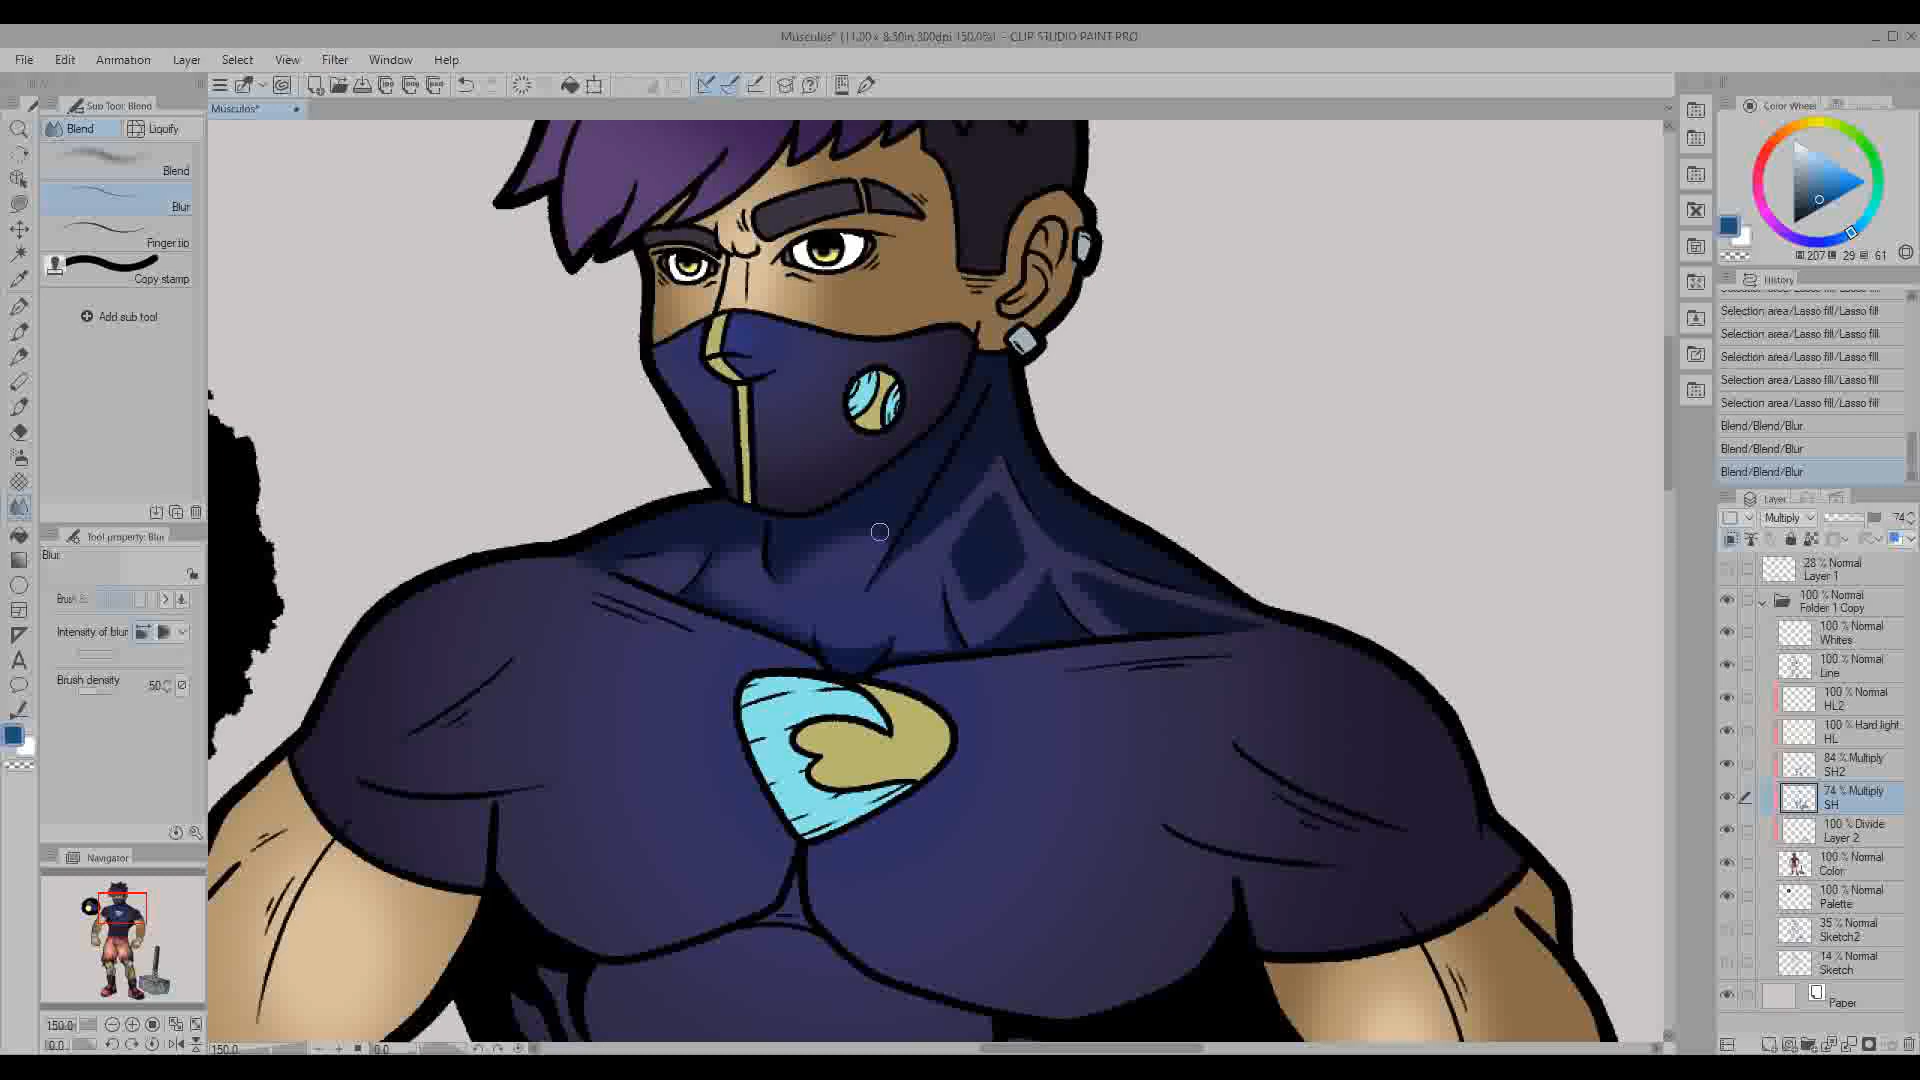 Musculos* (11.00 × 8.50in 300dpi 150.0%) - CLIP STUDIO PAINT PRO
File Edit Animation Layer Select View Filter Window Help
Sub Tool: Blend
Musculos*
Color Wheel
Blend Liquify
Blend
Blur
Finger tip
Copy stamp
Add sub tool
207 29 61
History
Selection area/Lasso fill/Lasso fill
Selection area/Lasso fill/Lasso fill
Selection area/Lasso fill/Lasso fill
Selection area/Lasso fill/Lasso fill
Selection area/Lasso fill/Lasso fill
Blend/Blend/Blur
Blend/Blend/Blur
Blend/Blend/Blur
Layer
Multiply 74
Tool property: Blur
Blur
Intensity of blur
Brush density 50
28 % Normal
Layer 1
100 % Normal
Folder 1 Copy
100 % Normal
Whites
100 % Normal
Line
100 % Normal
HL2
100 % Hard light
HL
84 % Multiply
SH2
74 % Multiply
SH
100 % Divide
Layer 2
100 % Normal
Color
100 % Normal
Palette
35 % Normal
Sketch2
14 % Normal
Sketch
Paper
Navigator
150.0
0.0
150.0 0.0